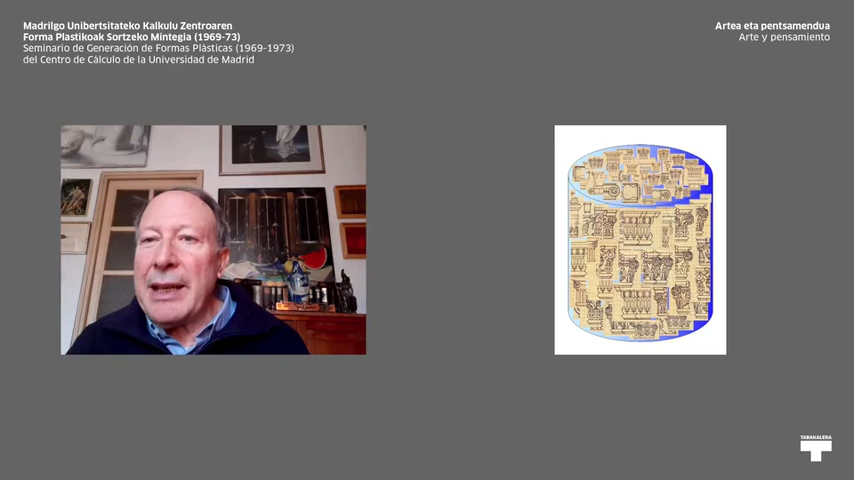 Madrilgo Unibertsitateko Kalkulu Zentroaren
Forma Plastikoak Sortzeko Mintegia (1969-73)
Seminario de Generación de Formas Plásticas (1969-1973)
del Centro de Cálculo de la Universidad de Madrid
Artea eta pentsamendua
Arte y pensamiento
TABAKALERA